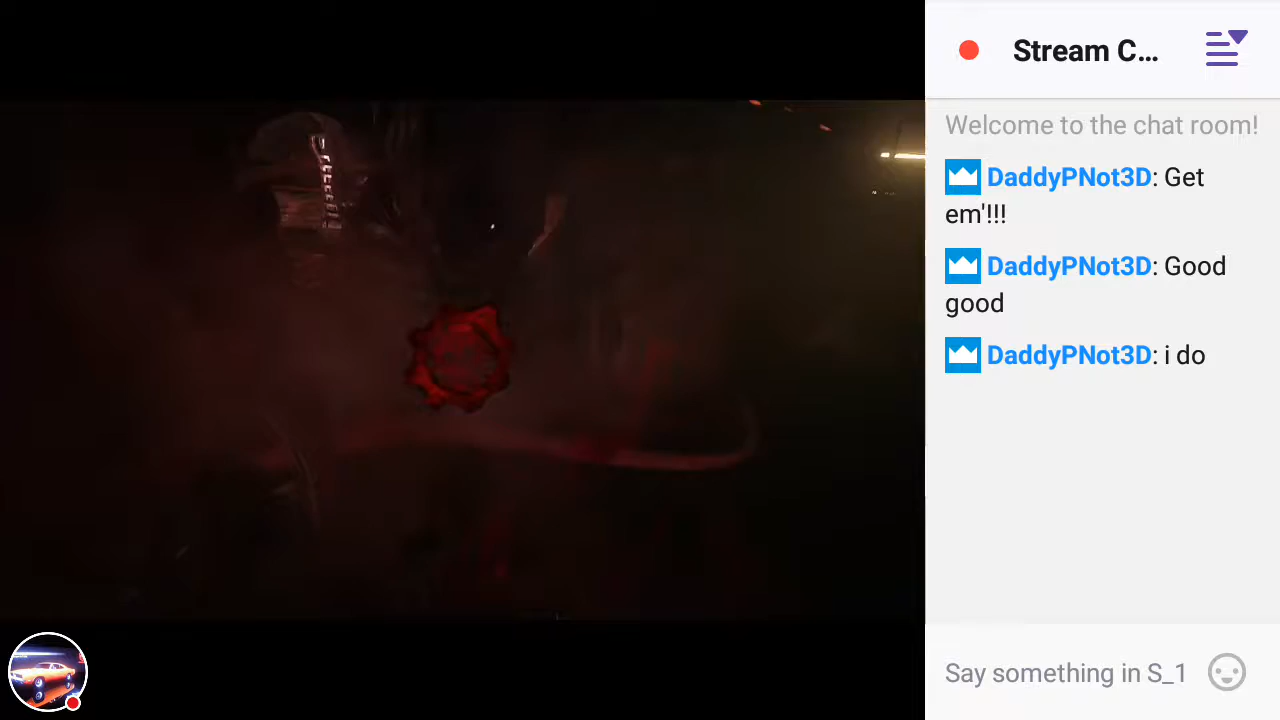 Stream C...
Welcome to the chat room!
DaddyPNot3D: Get
em'!!!
DaddyPNot3D: Good
good
DaddyPNot3D: i do
Say something in S_1